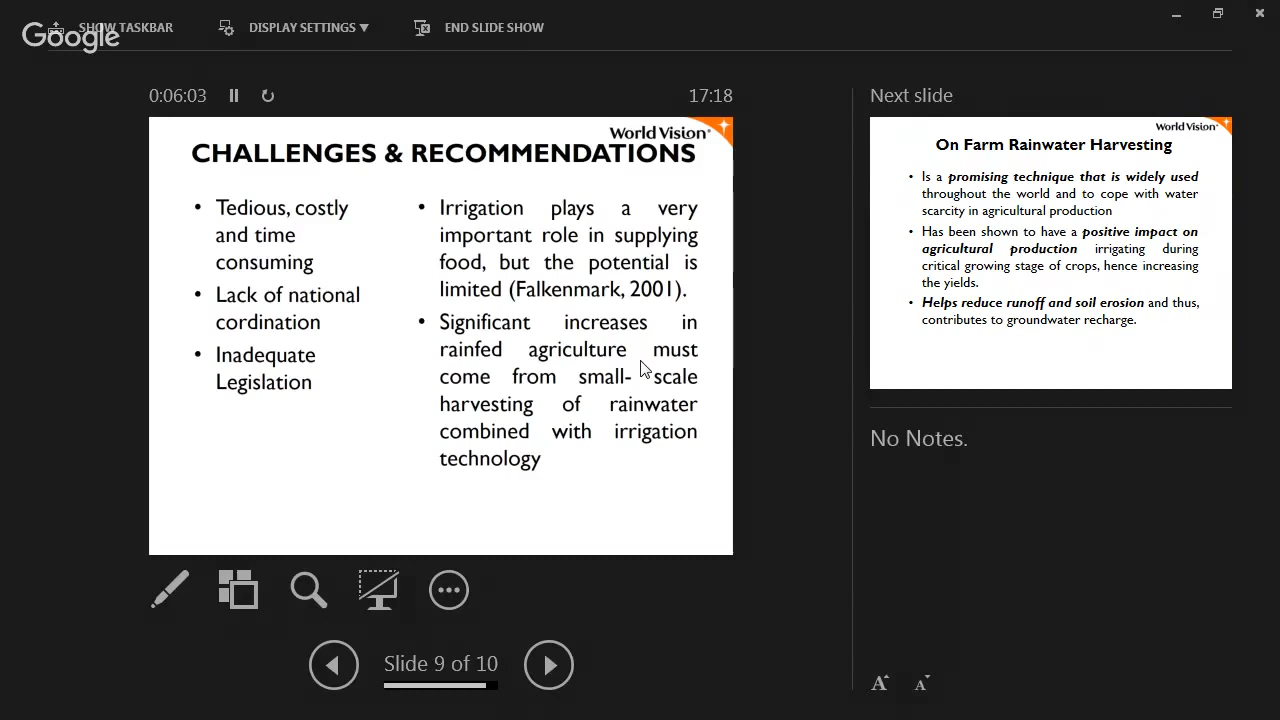 Google
SHOW TASKBAR
DISPLAY SETTINGS ▼
END SLIDE SHOW
0:06:03
17:18
World Vision
CHALLENGES & RECOMMENDATIONS
• Tedious, costly
and time
consuming
• Lack of national
cordination
• Inadequate
Legislation
• Irrigation plays a very
important role in supplying
food, but the potential is
limited (Falkenmark, 2001).
• Significant increases in
rainfed agriculture must
come from small- scale
harvesting of rainwater
combined with irrigation
technology
Slide 9 of 10
Next slide
World Vision
On Farm Rainwater Harvesting
• Is a promising technique that is widely used
throughout the world and to cope with water
scarcity in agricultural production
• Has been shown to have a positive impact on
agricultural production irrigating during
critical growing stage of crops, hence increasing
the yields.
• Helps reduce runoff and soil erosion and thus,
contributes to groundwater recharge.
No Notes.
A A